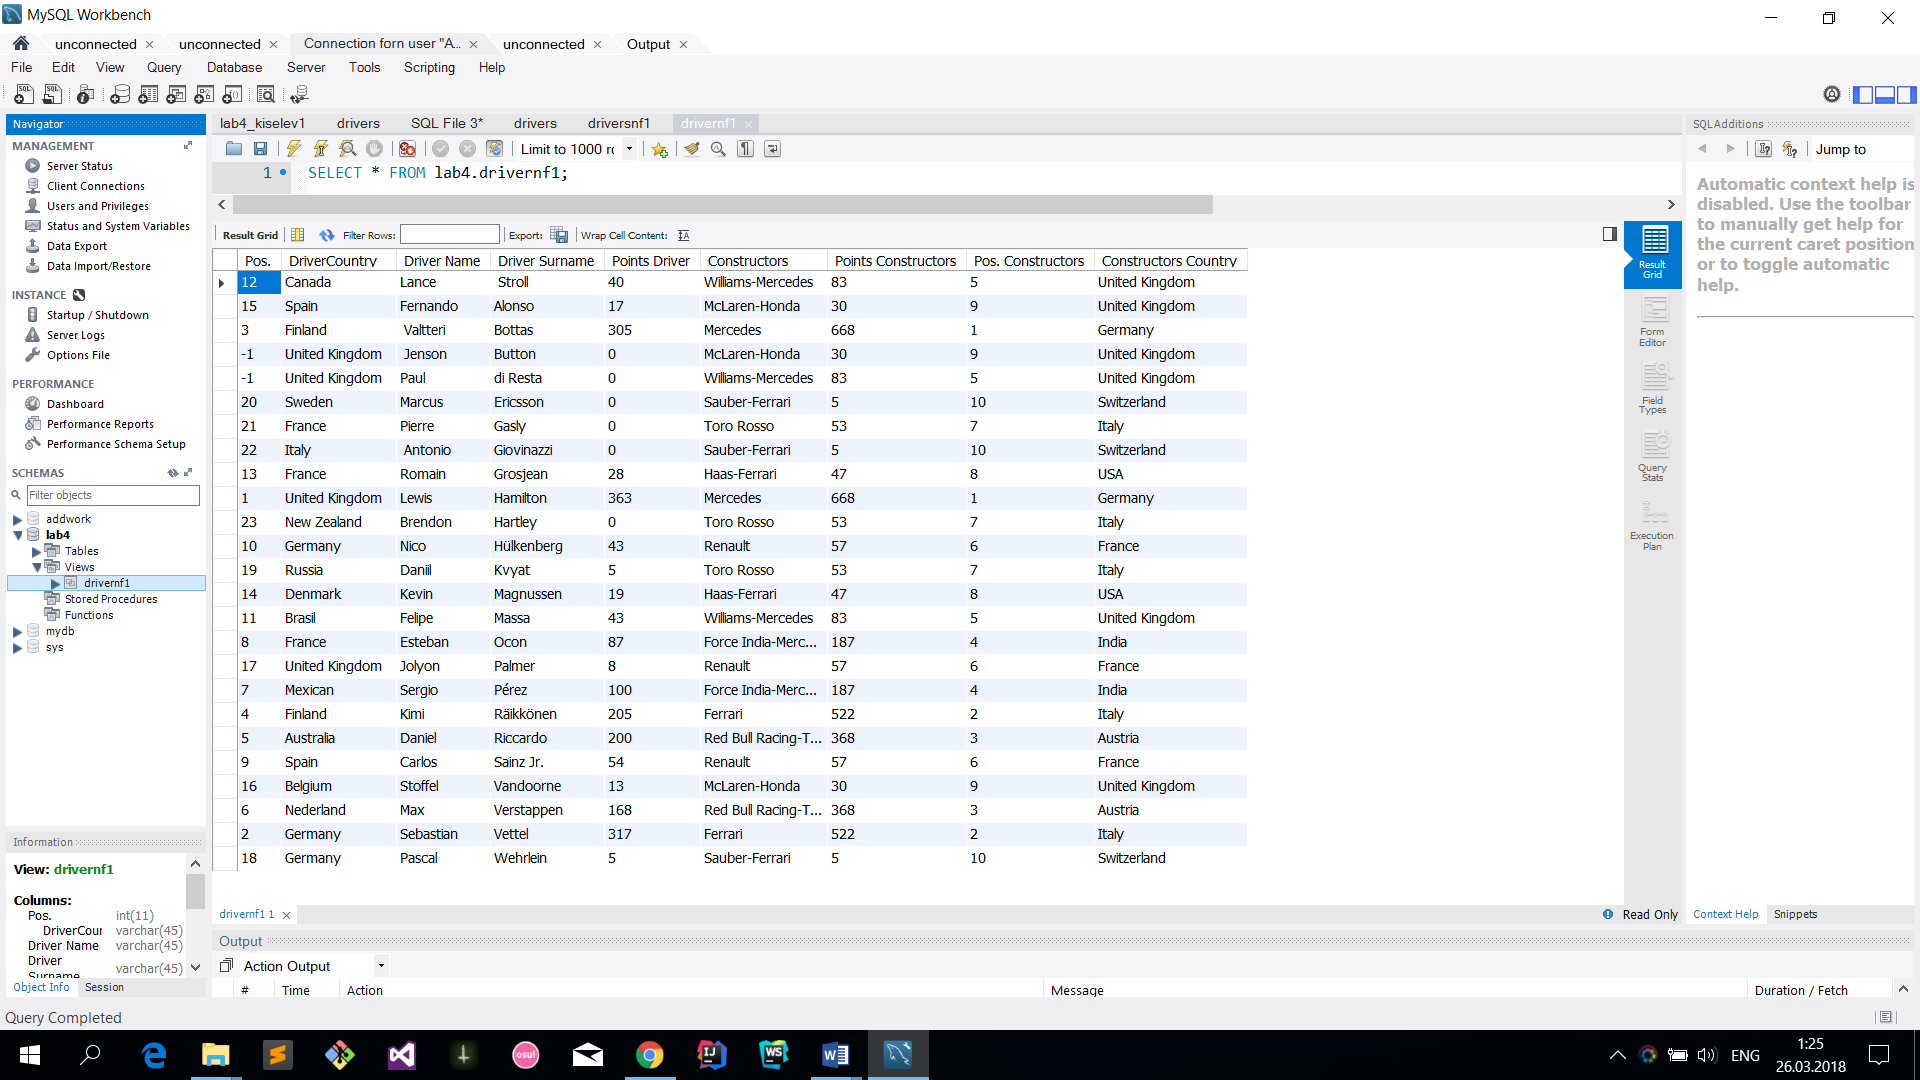 MySQL Workbench
unconnected × unconnected × Connection forn user "A... × unconnected × Output ×
File Edit View Query Database Server Tools Scripting Help
Navigator
MANAGEMENT
Server Status
Client Connections
Users and Privileges
Status and System Variables
Data Export
Data Import/Restore
INSTANCE
Startup / Shutdown
Server Logs
Options File
PERFORMANCE
Dashboard
Performance Reports
Performance Schema Setup
SCHEMAS
Filter objects
addwork
lab4
Tables
Views
drivernf1
Stored Procedures
Functions
mydb
sys
Information
View: drivernf1
Columns:
Pos. int(11)
DriverCour varchar(45)
Driver Name varchar(45)
Driver
Surname varchar(45)
Object Info Session
lab4_kiselev1 drivers SQL File 3* drivers driversnf1 drivernf1 ×
Limit to 1000 rc
1 SELECT * FROM lab4.drivernf1;
Result Grid Filter Rows: Export: Wrap Cell Content:
Pos. DriverCountry Driver Name Driver Surname Points Driver Constructors Points Constructors Pos. Constructors Constructors Country
12 Canada Lance Stroll 40 Williams-Mercedes 83 5 United Kingdom
15 Spain Fernando Alonso 17 McLaren-Honda 30 9 United Kingdom
3 Finland Valtteri Bottas 305 Mercedes 668 1 Germany
-1 United Kingdom Jenson Button 0 McLaren-Honda 30 9 United Kingdom
-1 United Kingdom Paul di Resta 0 Williams-Mercedes 83 5 United Kingdom
20 Sweden Marcus Ericsson 0 Sauber-Ferrari 5 10 Switzerland
21 France Pierre Gasly 0 Toro Rosso 53 7 Italy
22 Italy Antonio Giovinazzi 0 Sauber-Ferrari 5 10 Switzerland
13 France Romain Grosjean 28 Haas-Ferrari 47 8 USA
1 United Kingdom Lewis Hamilton 363 Mercedes 668 1 Germany
23 New Zealand Brendon Hartley 0 Toro Rosso 53 7 Italy
10 Germany Nico Hülkenberg 43 Renault 57 6 France
19 Russia Daniil Kvyat 5 Toro Rosso 53 7 Italy
14 Denmark Kevin Magnussen 19 Haas-Ferrari 47 8 USA
11 Brasil Felipe Massa 43 Williams-Mercedes 83 5 United Kingdom
8 France Esteban Ocon 87 Force India-Merc... 187 4 India
17 United Kingdom Jolyon Palmer 8 Renault 57 6 France
7 Mexican Sergio Pérez 100 Force India-Merc... 187 4 India
4 Finland Kimi Räikkönen 205 Ferrari 522 2 Italy
5 Australia Daniel Riccardo 200 Red Bull Racing-T... 368 3 Austria
9 Spain Carlos Sainz Jr. 54 Renault 57 6 France
16 Belgium Stoffel Vandoorne 13 McLaren-Honda 30 9 United Kingdom
6 Nederland Max Verstappen 168 Red Bull Racing-T... 368 3 Austria
2 Germany Sebastian Vettel 317 Ferrari 522 2 Italy
18 Germany Pascal Wehrlein 5 Sauber-Ferrari 5 10 Switzerland
Result
Grid
Form
Editor
Field
Types
Query
Stats
Execution
Plan
drivernf1 1 × Read Only
SQLAdditions
Jump to
Automatic context help is
disabled. Use the toolbar
to manually get help for
the current caret position
or to toggle automatic
help.
Context Help Snippets
Output
Action Output
# Time Action Message Duration / Fetch
Query Completed
osu!
ENG
1:25
26.03.2018